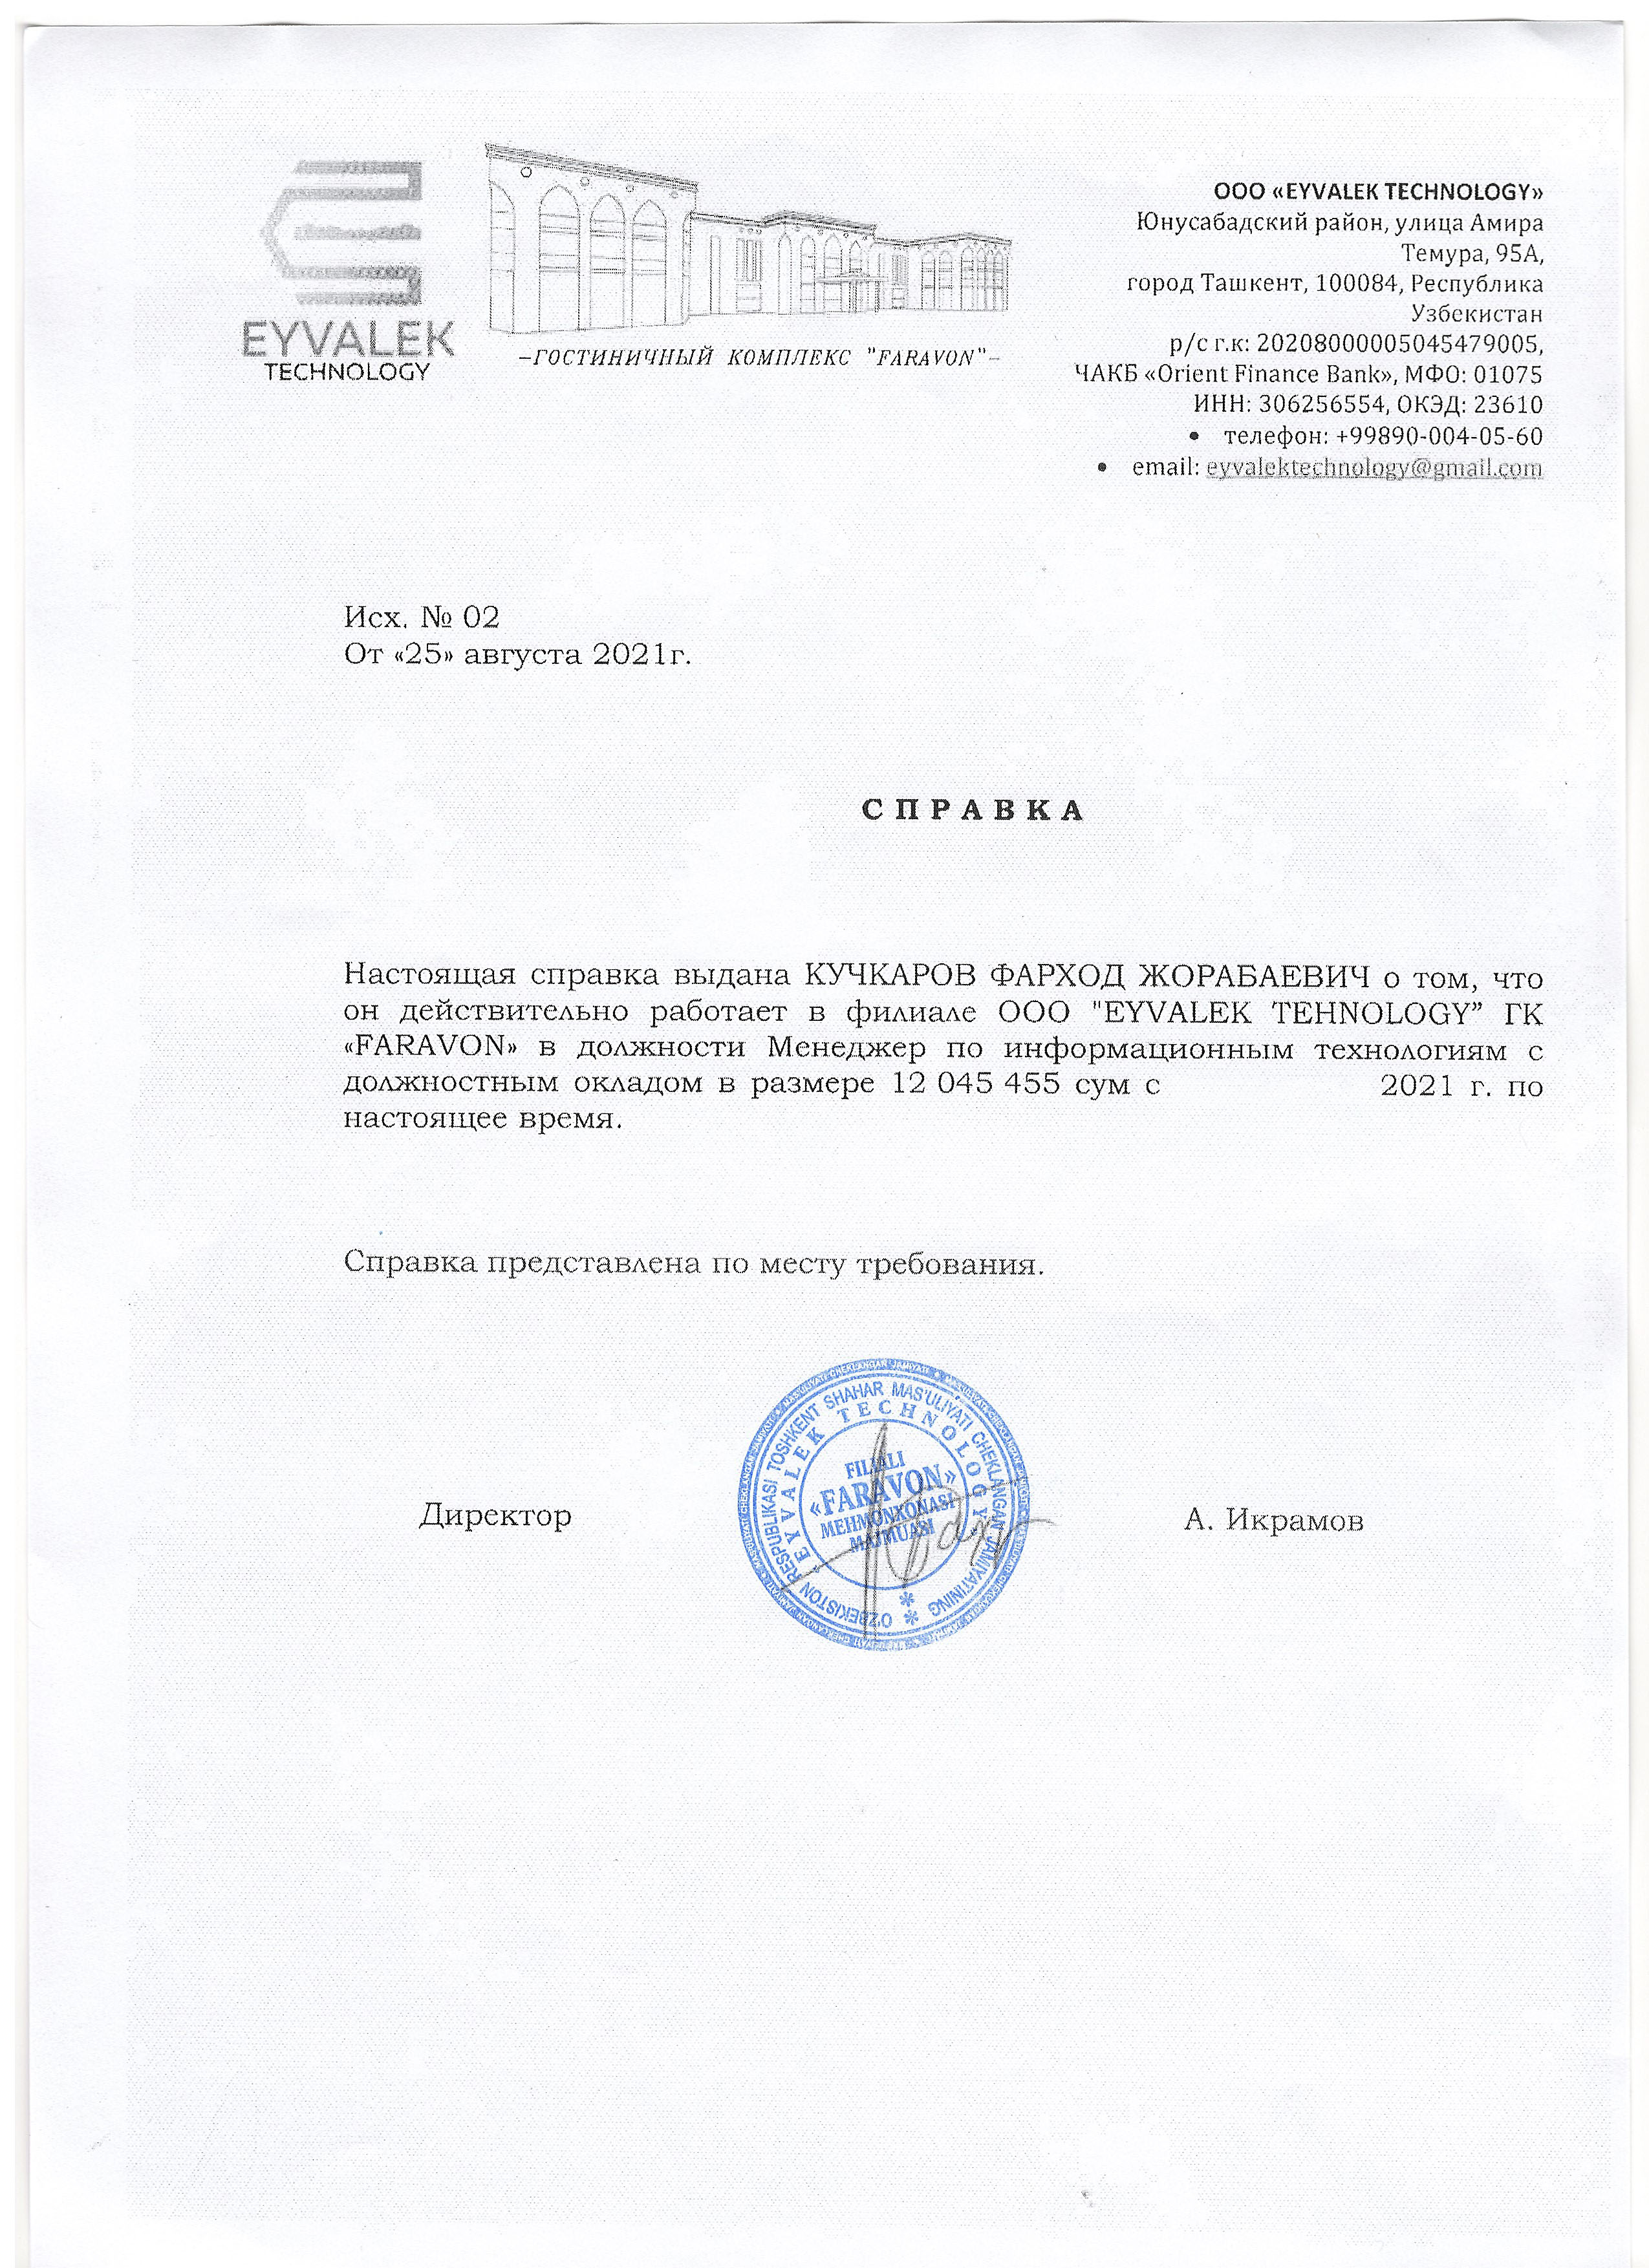 EYVALEK
TECHNOLOGY
–ГОСТИНИЧНЫЙ КОМПЛЕКС "FARAVON"–
ООО «EYVALEK TECHNOLOGY»
Юнусабадский район, улица Амира
Темура, 95А,
город Ташкент, 100084, Республика
Узбекистан
р/с г.к: 20208000005045479005,
ЧАКБ «Orient Finance Bank», МФО: 01075
ИНН: 306256554, ОКЭД: 23610
• телефон: +99890-004-05-60
• email: eyvalektechnology@gmail.com
Исх. № 02
От «25» августа 2021г.
СПРАВКА
Настоящая справка выдана КУЧКАРОВ ФАРХОД ЖОРАБАЕВИЧ о том, что
он действительно работает в филиале ООО "EYVALEK TEHNOLOGY” ГК
«FARAVON» в должности Менеджер по информационным технологиям с
должностным окладом в размере 12 045 455 сум с 2021 г. по
настоящее время.
Справка представлена по месту требования.
Директор
O'ZBEKISTON RESPUBLIKASI TOSHKENT SHAHAR MAS'ULIYATI CHEKLANGAN JAMIYATINING
EYVALEK TECHNOLOGY
FILIALI
«FARAVON»
MEHMONXONASI
MAJMUASI
А. Икрамов